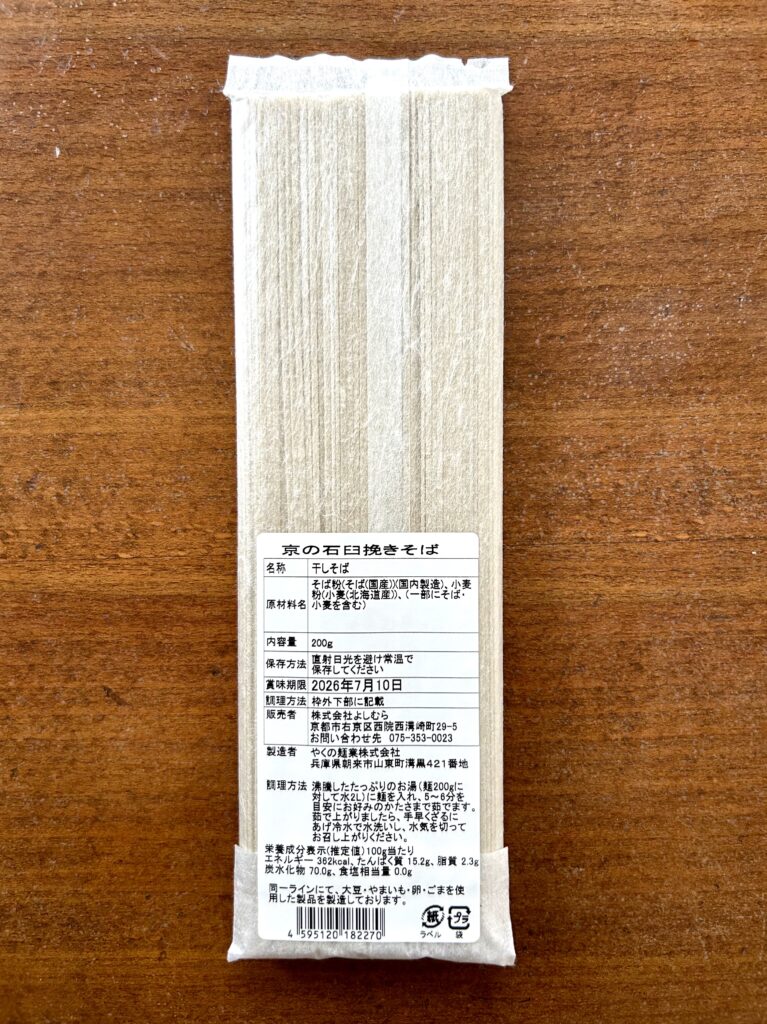 京の石臼挽きそば
名称 干しそば
原材料名 そば粉(そば(国産))(国内製造)、小麦
粉(小麦(北海道産))、(一部にそば・
小麦を含む)
内容量 200g
保存方法 直射日光を避け常温で
保存してください
賞味期限 2026年7月10日
調理方法 枠外下部に記載
販売者 株式会社よしむら
京都市右京区西院西溝崎町29-5
お問い合わせ先 075-353-0023
製造者 やくの麺業株式会社
兵庫県朝来市山東町溝黒421番地
調理方法 沸騰したたっぷりのお湯(麺200gに
対して水2L)に麺を入れ、5~6分を
目安にお好みのかたさまで茹でます。
茹で上がりましたら、手早くざるに
あげ冷水で水洗いし、水気を切って
お召し上がりください。
栄養成分表示(推定値)100g当たり
エネルギー 362kcal、たんぱく質 15.2g、脂質 2.3g
炭水化物 70.0g、食塩相当量 0.0g
同一ラインにて、大豆・やまいも・卵・ごまを使
用した製品を製造しております。
4 595120 182270
紙 プラ
ラベル 袋